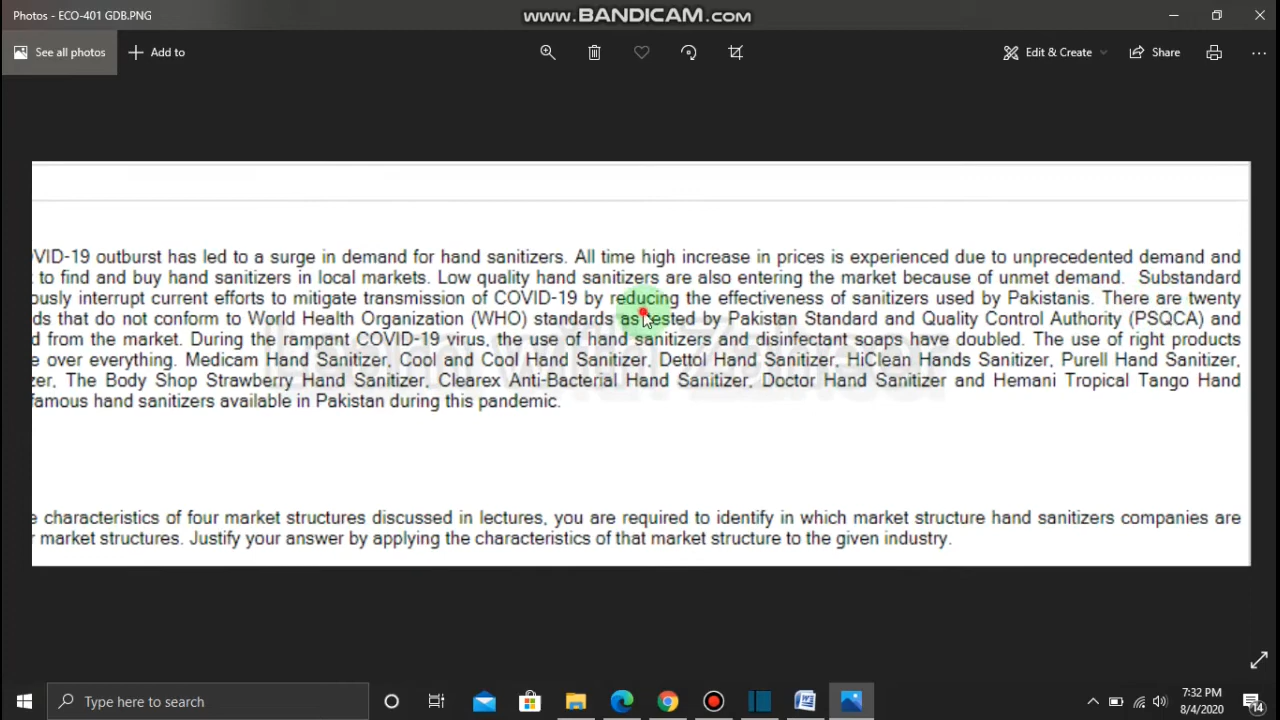 Photos - ECO-401 GDB.PNG
www.BANDICAM.com
See all photos
Add to
Edit & Create
Share
VID-19 outburst has led to a surge in demand for hand sanitizers. All time high increase in prices is experienced due to unprecedented demand and
to find and buy hand sanitizers in local markets. Low quality hand sanitizers are also entering the market because of unmet demand. Substandard
ously interrupt current efforts to mitigate transmission of COVID-19 by reducing the effectiveness of sanitizers used by Pakistanis. There are twenty
ds that do not conform to World Health Organization (WHO) standards as tested by Pakistan Standard and Quality Control Authority (PSQCA) and
d from the market. During the rampant COVID-19 virus, the use of hand sanitizers and disinfectant soaps have doubled. The use of right products
e over everything. Medicam Hand Sanitizer, Cool and Cool Hand Sanitizer, Dettol Hand Sanitizer, HiClean Hands Sanitizer, Purell Hand Sanitizer,
zer, The Body Shop Strawberry Hand Sanitizer, Clearex Anti-Bacterial Hand Sanitizer, Doctor Hand Sanitizer and Hemani Tropical Tango Hand
famous hand sanitizers available in Pakistan during this pandemic.
e characteristics of four market structures discussed in lectures, you are required to identify in which market structure hand sanitizers companies are
r market structures. Justify your answer by applying the characteristics of that market structure to the given industry.
Type here to search
7:32 PM
8/4/2020
14